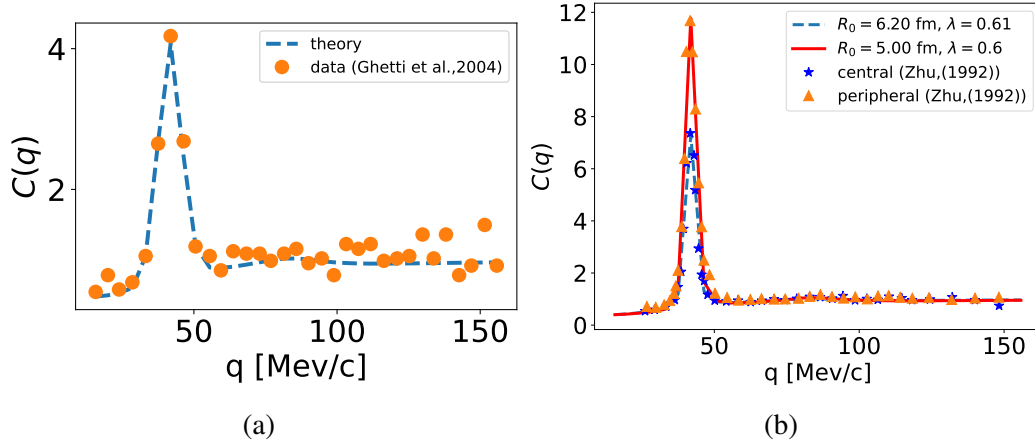 C(q)
4
2
50
100
150
q [Mev/c]
theory
data (Ghetti et al.,2004)
(a)
C(q)
12
10
8
6
4
2
0
50
100
150
q [Mev/c]
R₀ = 6.20 fm, λ = 0.61
R₀ = 5.00 fm, λ = 0.6
central (Zhu,(1992))
peripheral (Zhu,(1992))
(b)